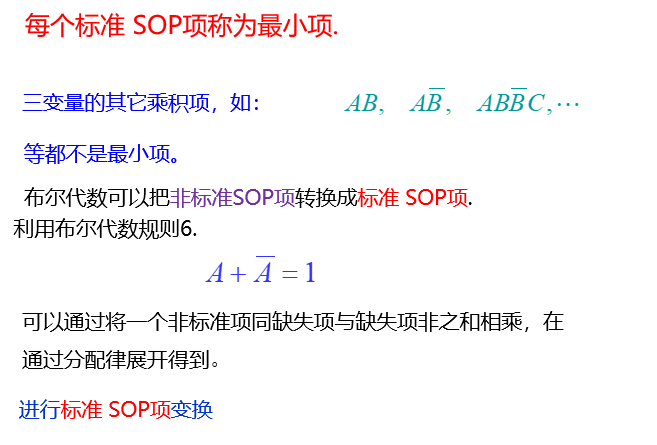 每个标准 SOP项称为最小项.
三变量的其它乘积项，如： AB, AB̅, ABB̅C,⋯
等都不是最小项。
布尔代数可以把非标准SOP项转换成标准 SOP项.
利用布尔代数规则6.
A + A̅ = 1
可以通过将一个非标准项同缺失项与缺失项非之和相乘，在
通过分配律展开得到。
进行标准 SOP项变换